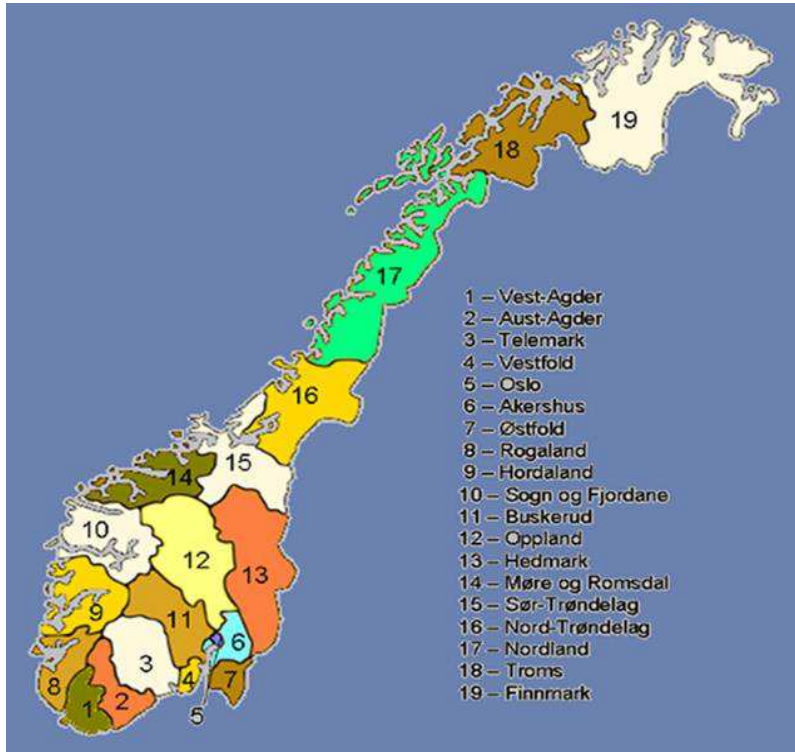 19
18
17
16
15
14
10
12
13
9
11
6
3
8
4
7
2
1
5
1 – Vest-Agder
2 – Aust-Agder
3 – Telemark
4 – Vestfold
5 – Oslo
6 – Akershus
7 – Østfold
8 – Rogaland
9 – Hordaland
10 – Sogn og Fjordane
11 – Buskerud
12 – Oppland
13 – Hedmark
14 – Møre og Romsdal
15 – Sør-Trøndelag
16 – Nord-Trøndelag
17 – Nordland
18 – Troms
19 – Finnmark